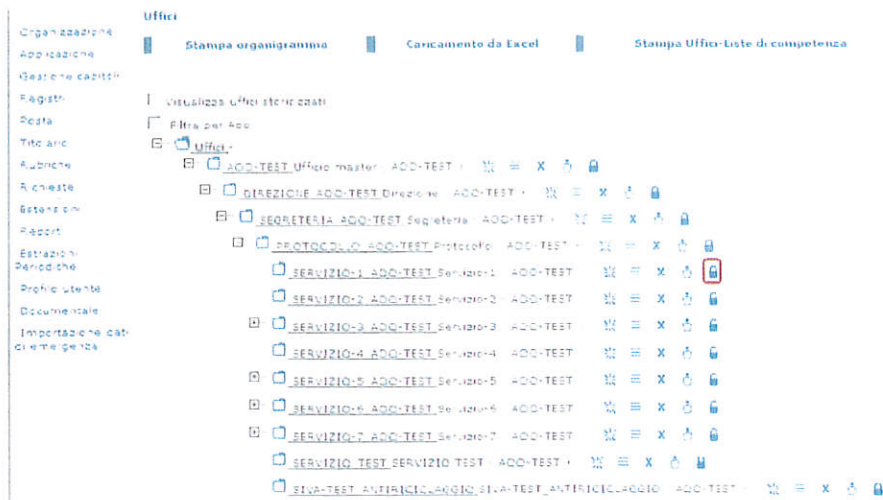 Uffici
Stampa organigramma Caricamento da Excel Stampa Uffici-Liste di competenza
Organizzazione
Applicazione
Gestione capitoli
Registri
Posta
Titolario
Rubriche
Richieste
Estensioni
Report
Estrazioni
Periodiche
Profilo utente
Documentale
Importazione dati
di emergenza
Visualizza uffici storicizzati
Filtra per Aoo
Uffici -
AOO-TEST Ufficio master - AOO-TEST
DIREZIONE AOO-TEST Direzione - AOO-TEST
SEGRETERIA AOO-TEST Segreteria - AOO-TEST
PROTOCOLLO AOO-TEST Protocollo - AOO-TEST
SERVIZIO-1 AOO-TEST Servizio-1 - AOO-TEST
SERVIZIO-2 AOO-TEST Servizio-2 - AOO-TEST
SERVIZIO-3 AOO-TEST Servizio-3 - AOO-TEST
SERVIZIO-4 AOO-TEST Servizio-4 - AOO-TEST
SERVIZIO-5 AOO-TEST Servizio-5 - AOO-TEST
SERVIZIO-6 AOO-TEST Servizio-6 - AOO-TEST
SERVIZIO-7 AOO-TEST Servizio-7 - AOO-TEST
SERVIZIO TEST SERVIZIO TEST - AOO-TEST
SIVA-TEST_ANTIRICICLAGGIO SIVA-TEST_ANTIRICICLAGGIO - AOO-TEST